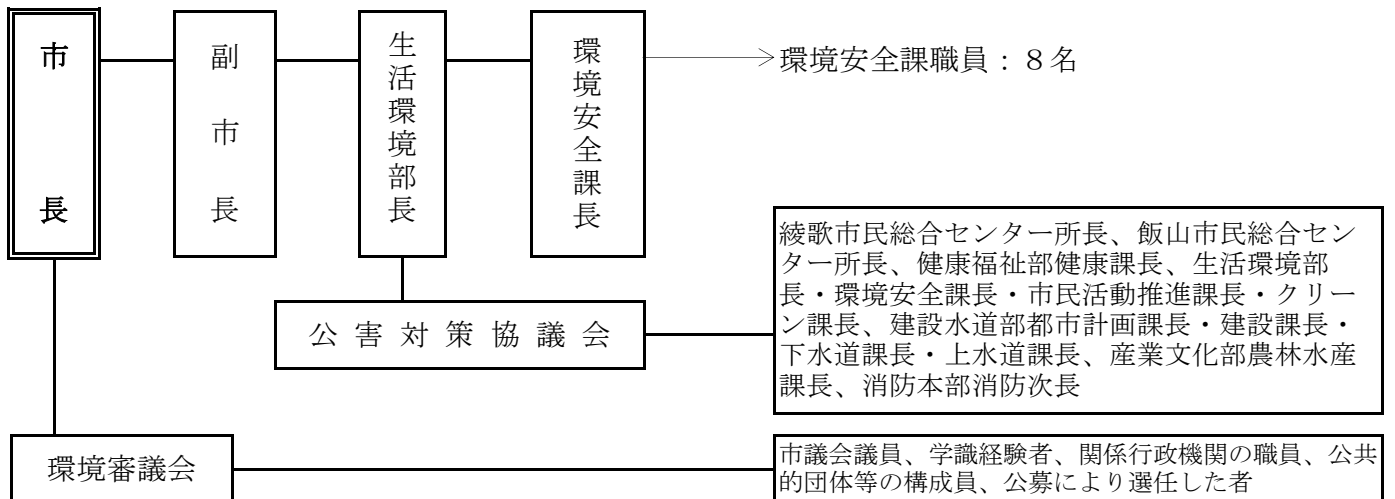 市長
副市長
生活環境部長
環境安全課長
環境安全課職員：８名
公害対策協議会
綾歌市民総合センター所長、飯山市民総合セン
ター所長、健康福祉部健康課長、生活環境部
長・環境安全課長・市民活動推進課長・クリー
ン課長、建設水道部都市計画課長・建設課長・
下水道課長・上水道課長、産業文化部農林水産
課長、消防本部消防次長
環境審議会
市議会議員、学識経験者、関係行政機関の職員、公共
的団体等の構成員、公募により選任した者